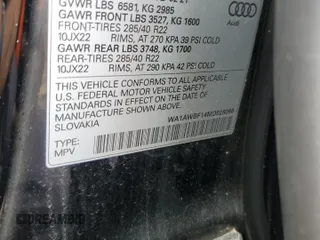 GVWR LBS 6581, KG 2985
GAWR FRONT LBS 3527, KG 1600
FRONT-TIRES 285/40 R22
10JX22 RIMS, AT 270 KPA 39 PSI COLD
GAWR REAR LBS 3748, KG 1700
REAR-TIRES 285/40 R22
10JX22 RIMS, AT 290 KPA 42 PSI COLD
THIS VEHICLE CONFORMS TO ALL APPLICABLE
U.S. FEDERAL MOTOR VEHICLE SAFETY
STANDARDS IN EFFECT ON THE DATE OF
MANUFACTURE SHOWN ABOVE.
SLOVAKIA
TYPE:
MPV
Audi